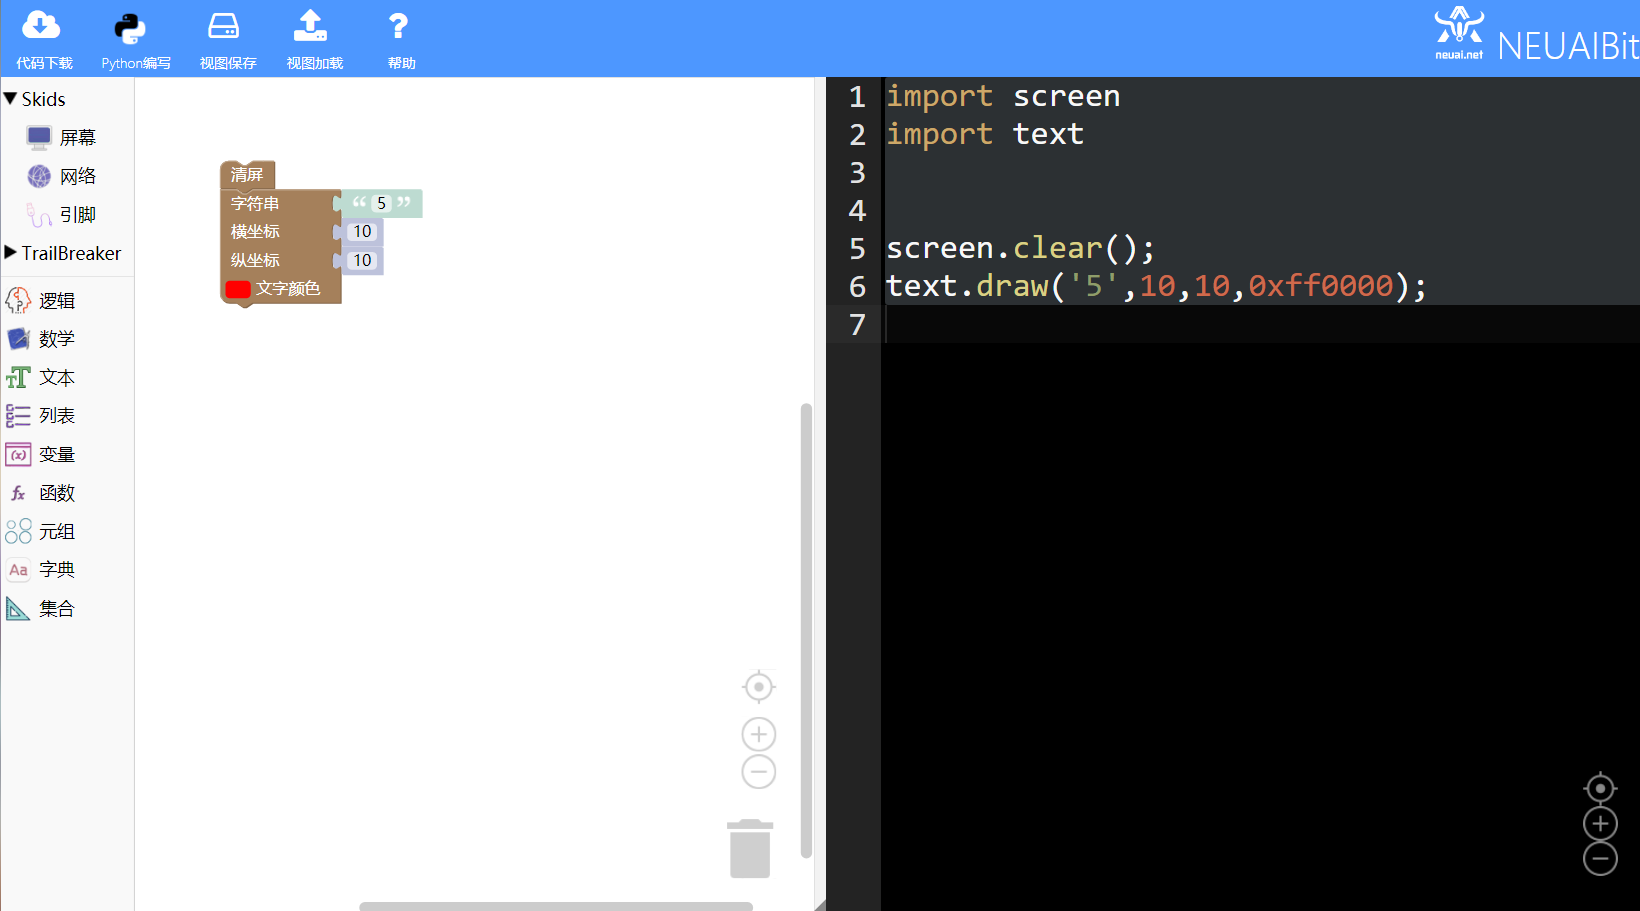 代码下载
Python编写
视图保存
视图加载
帮助
neuai.net
NEUAIBit
Skids
屏幕
网络
引脚
TrailBreaker
逻辑
数学
文本
列表
变量
函数
元组
字典
集合
清屏
字符串 “ 5 ”
横坐标 10
纵坐标 10
文字颜色
1 import screen
2 import text
3
4
5 screen.clear();
6 text.draw('5',10,10,0xff0000);
7